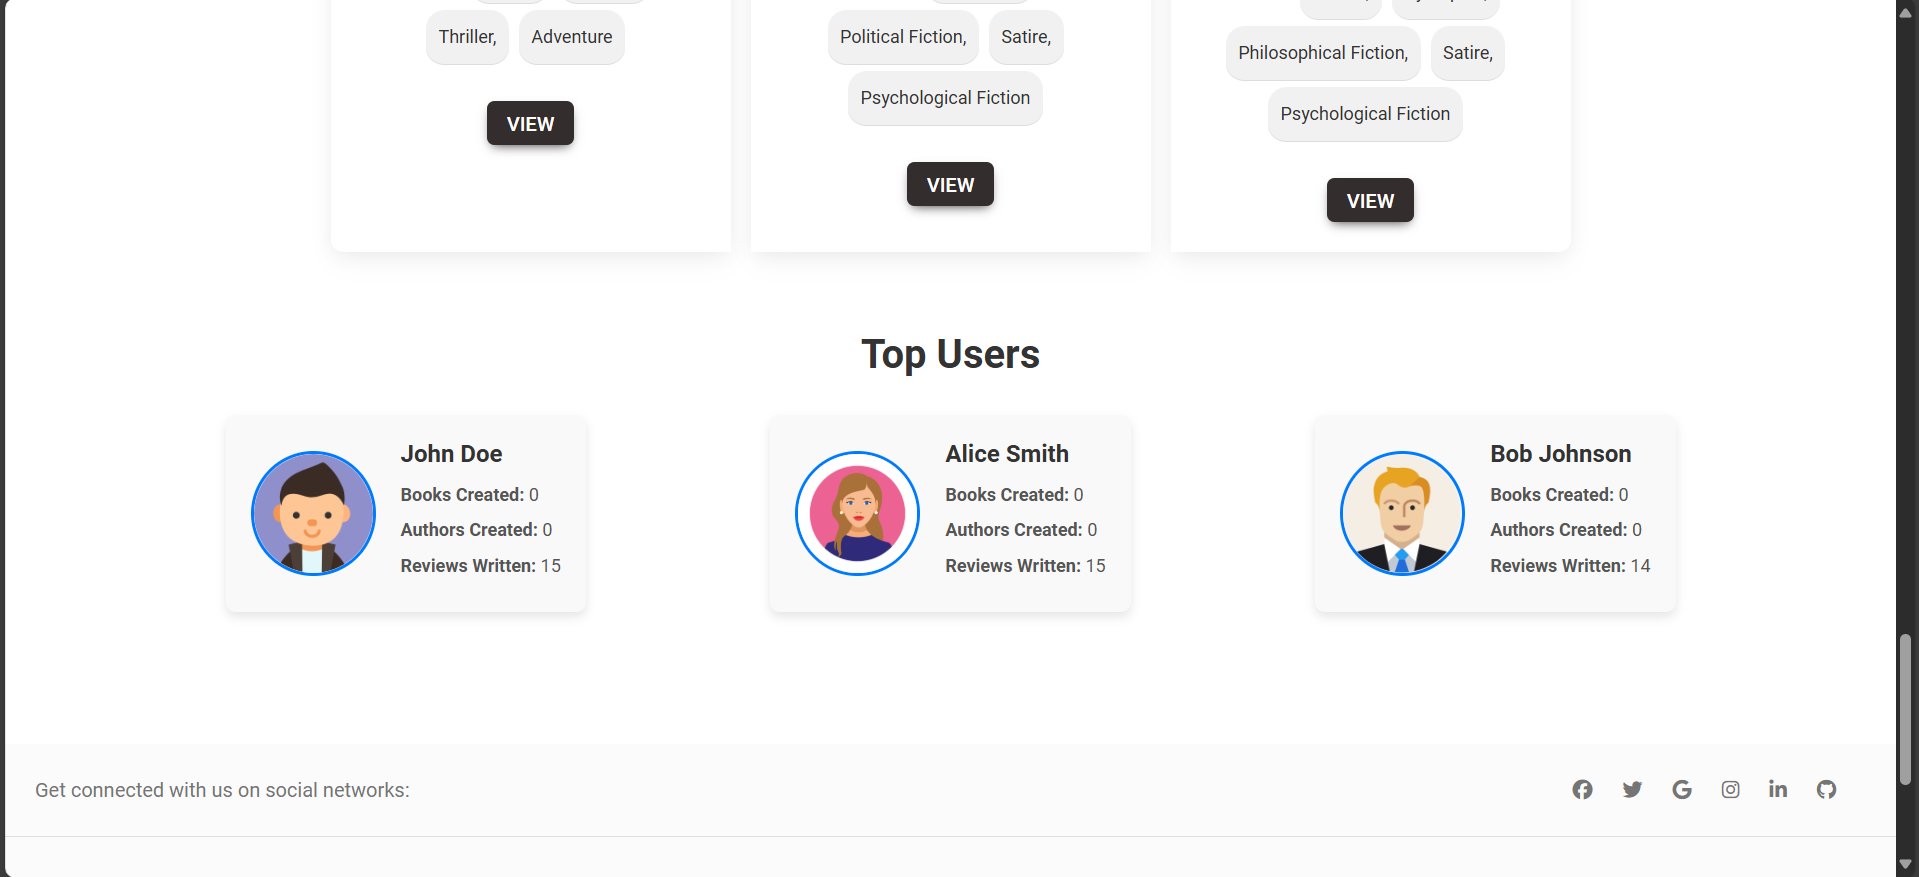 Thriller, Adventure
VIEW
Political Fiction, Satire,
Psychological Fiction
VIEW
Philosophical Fiction, Satire,
Psychological Fiction
VIEW
Top Users
John Doe
Books Created: 0
Authors Created: 0
Reviews Written: 15
Alice Smith
Books Created: 0
Authors Created: 0
Reviews Written: 15
Bob Johnson
Books Created: 0
Authors Created: 0
Reviews Written: 14
Get connected with us on social networks: